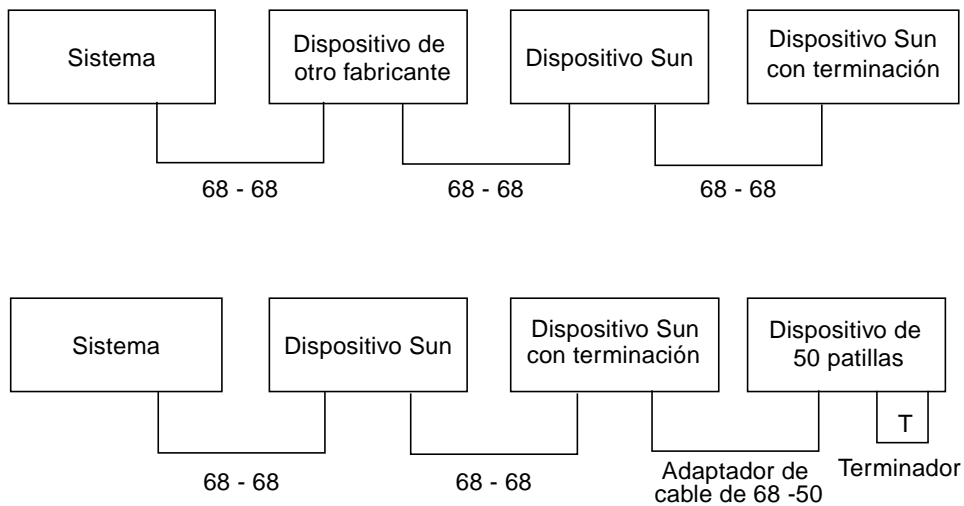 Sistema
Dispositivo de
otro fabricante
Dispositivo Sun
Dispositivo Sun
con terminación
68 - 68
68 - 68
68 - 68
Sistema
Dispositivo Sun
Dispositivo Sun
con terminación
Dispositivo de
50 patillas
T
68 - 68
68 - 68
Adaptador de
cable de 68 -50
Terminador